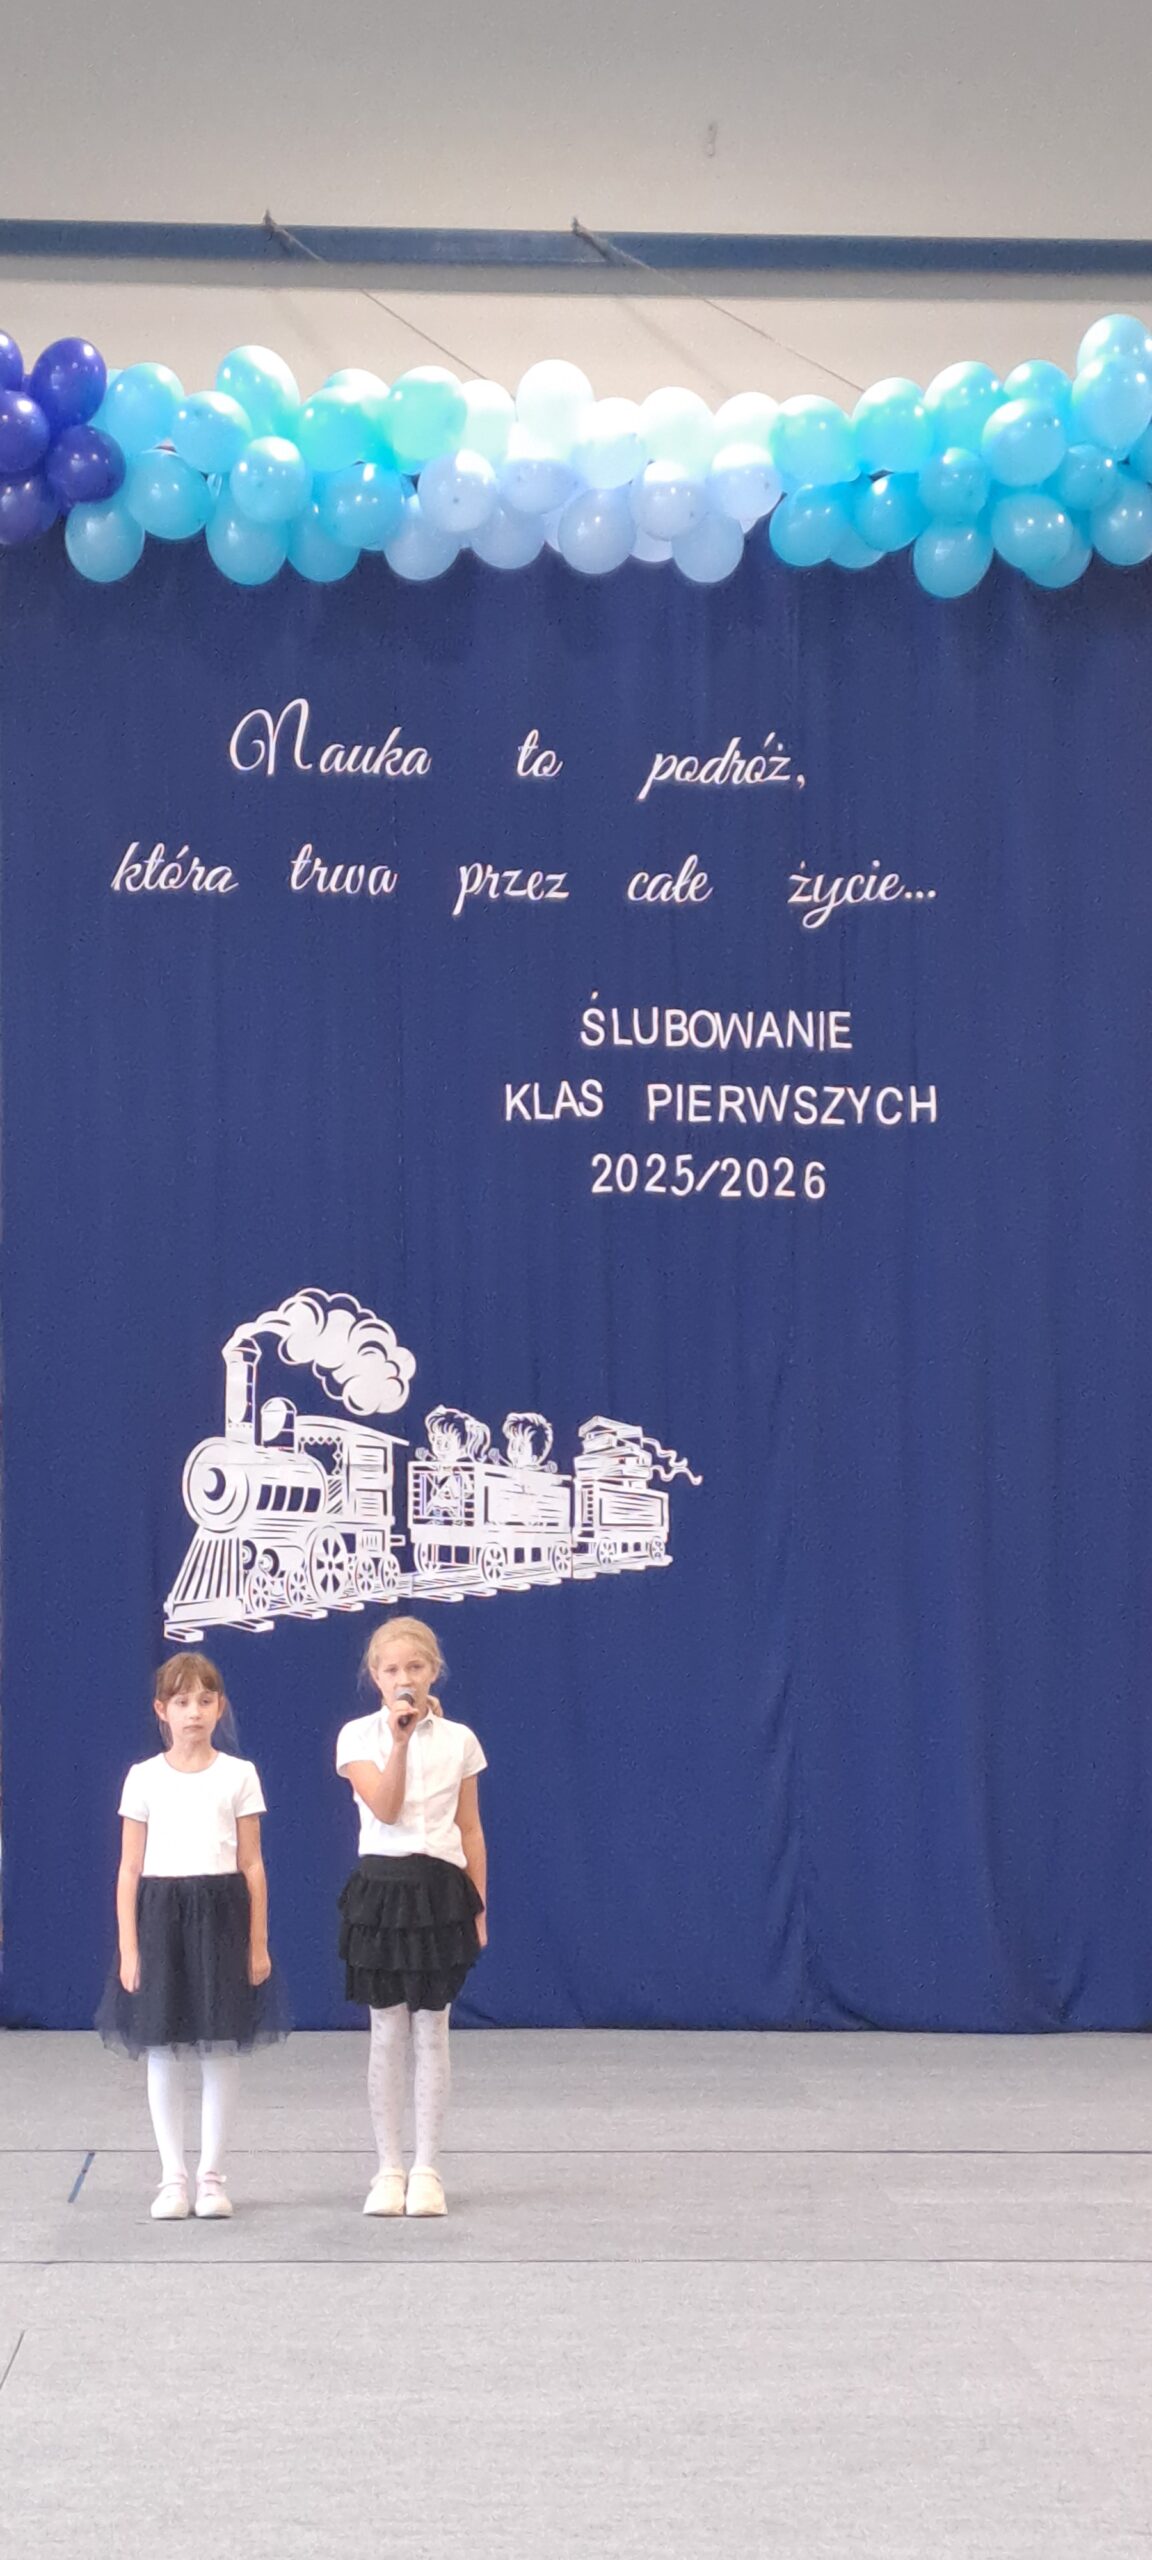 Nauka to podróż,
która trwa przez całe życie...
ŚLUBOWANIE
KLAS PIERWSZYCH
2025/2026